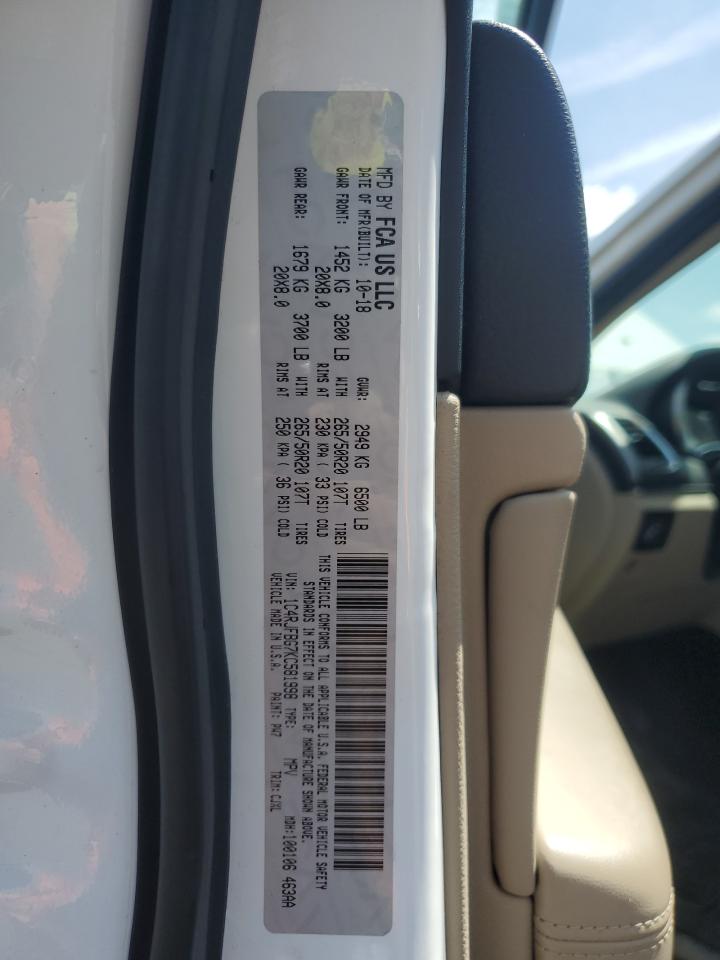 MFD BY FCA US LLC
DATE OF MFR(BUILT): 10-18 GVWR: 2949 KG 6500 LB
GAWR FRONT: 1452 KG 3200 LB WITH 265/50R20 107T TIRES
20X8.0 RIMS AT 230 KPA ( 33 PSI) COLD
GAWR REAR: 1679 KG 3700 LB WITH 265/50R20 107T TIRES
20X8.0 RIMS AT 250 KPA ( 36 PSI) COLD
THIS VEHICLE CONFORMS TO ALL APPLICABLE U.S.A. FEDERAL MOTOR VEHICLE SAFETY
STANDARDS IN EFFECT ON THE DATE OF MANUFACTURE SHOWN ABOVE.
VIN: 1C4RJFBG7KC581998 TYPE: MPV MDH:100106 463AA
VEHICLE MADE IN U.S.A. PAINT: PW7 TRIM: CJXL